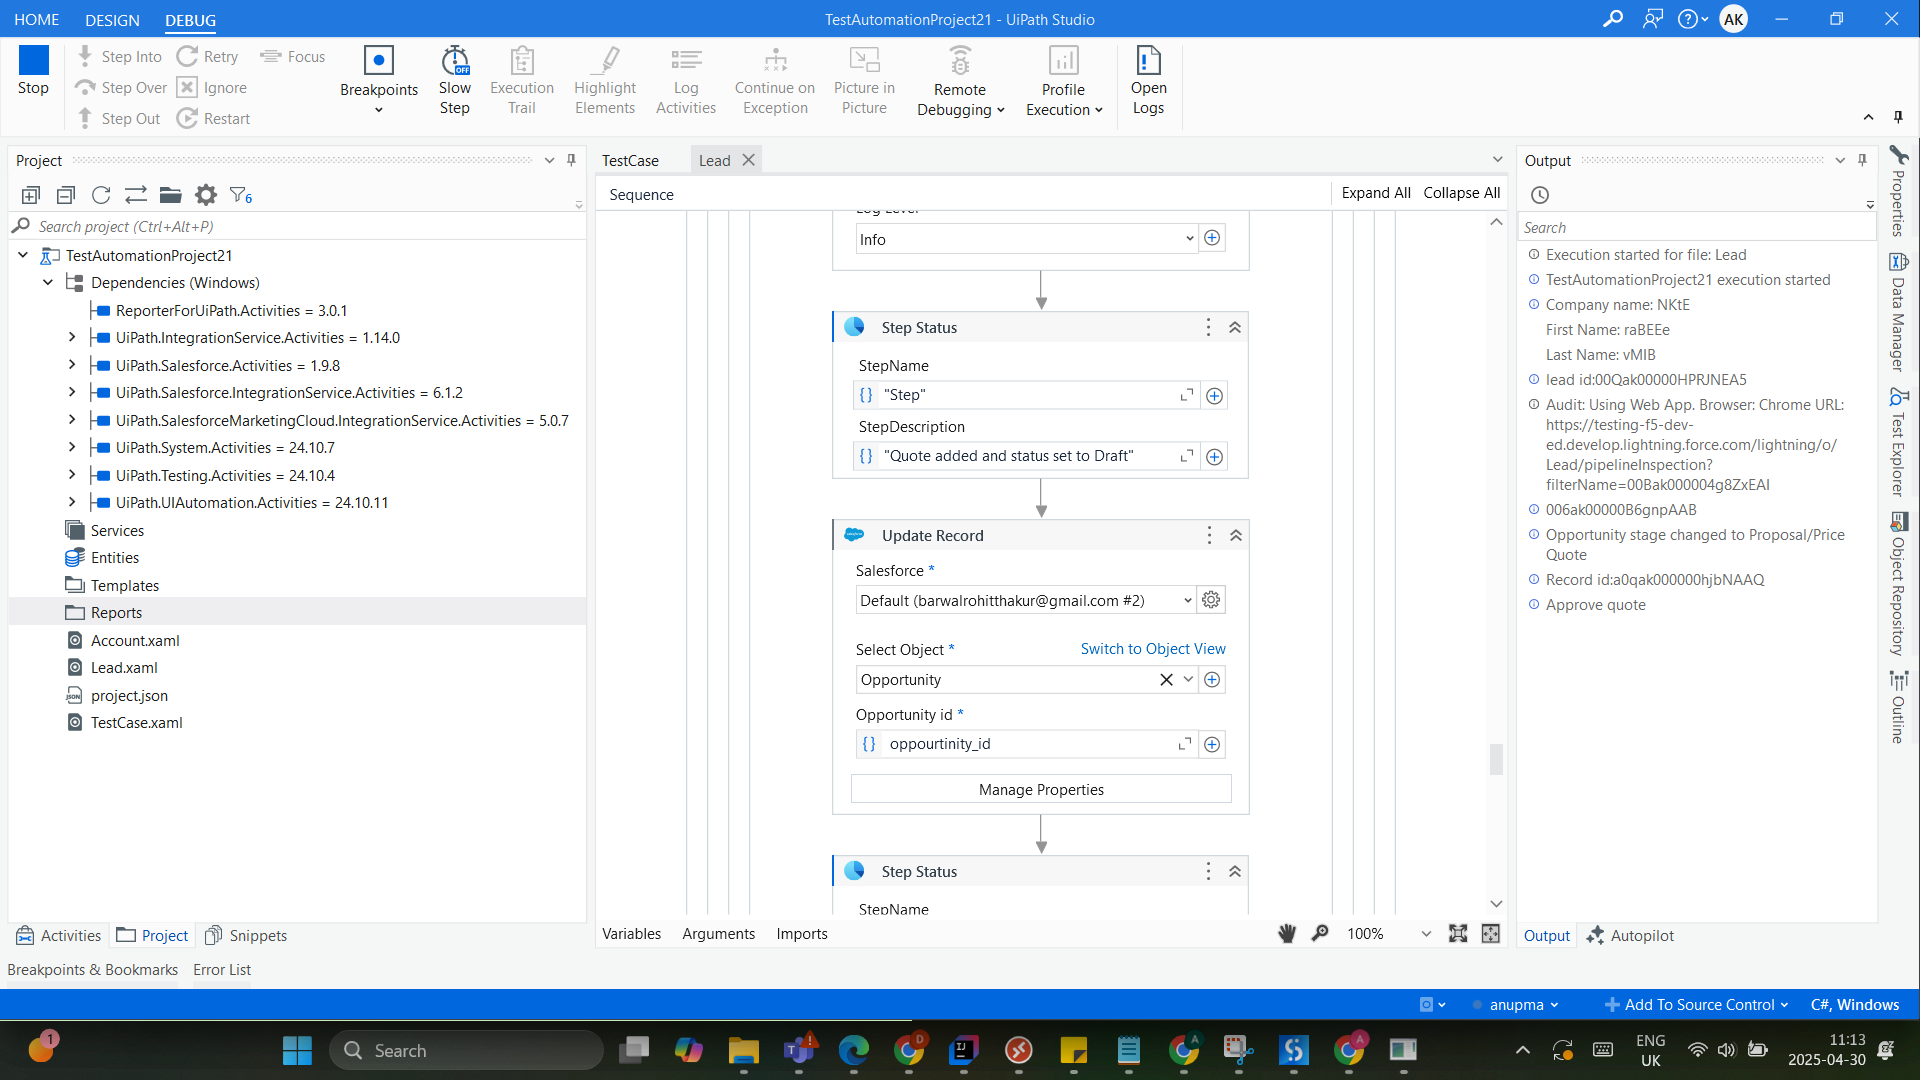 HOME DESIGN DEBUG
TestAutomationProject21 - UiPath Studio
AK
Stop
Step Into
Step Over
Step Out
Retry
Ignore
Restart
Focus
Breakpoints
OFF
Slow
Step
Execution
Trail
Highlight
Elements
Log
Activities
Continue on
Exception
Picture in
Picture
Remote
Debugging
Profile
Execution
Open
Logs
Project
6
Search project (Ctrl+Alt+P)
TestAutomationProject21
Dependencies (Windows)
ReporterForUiPath.Activities = 3.0.1
UiPath.IntegrationService.Activities = 1.14.0
UiPath.Salesforce.Activities = 1.9.8
UiPath.Salesforce.IntegrationService.Activities = 6.1.2
UiPath.SalesforceMarketingCloud.IntegrationService.Activities = 5.0.7
UiPath.System.Activities = 24.10.7
UiPath.Testing.Activities = 24.10.4
UiPath.UIAutomation.Activities = 24.10.11
Services
Entities
Templates
Reports
Account.xaml
Lead.xaml
JSON
project.json
TestCase.xaml
Activities
Project
Snippets
Breakpoints & Bookmarks
Error List
TestCase
Lead
Sequence
Expand All
Collapse All
Log Level
Info
Step Status
StepName
{} "Step"
StepDescription
{} "Quote added and status set to Draft"
Update Record
Salesforce *
Default (barwalrohitthakur@gmail.com #2)
Select Object *
Switch to Object View
Opportunity
Opportunity id *
{} oppourtinity_id
Manage Properties
Step Status
StepName
Variables
Arguments
Imports
100%
Output
Search
Execution started for file: Lead
TestAutomationProject21 execution started
Company name: NKtE
First Name: raBEEe
Last Name: vMIB
lead id:00Qak00000HPRJNEA5
Audit: Using Web App. Browser: Chrome URL:
https://testing-f5-dev-
ed.develop.lightning.force.com/lightning/o/
Lead/pipelineInspection?
filterName=00Bak000004g8ZxEAI
006ak00000B6gnpAAB
Opportunity stage changed to Proposal/Price
Quote
Record id:a0qak000000hjbNAAQ
Approve quote
Output
Autopilot
Properties
Data Manager
Test Explorer
Object Repository
Outline
anupma
Add To Source Control
C#, Windows
1
Search
T
D
IJ
A
A
ENG
UK
11:13
2025-04-30